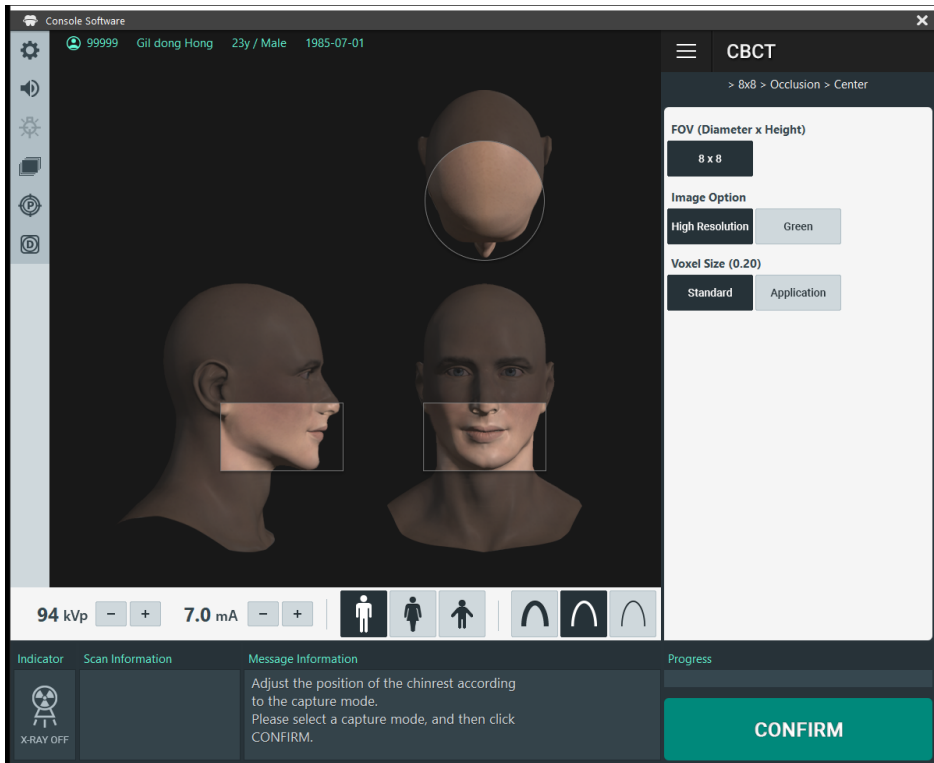 Console Software
99999 Gil dong Hong 23y / Male 1985-07-01
CBCT
> 8x8 > Occlusion > Center
FOV (Diameter x Height)
8 x 8
Image Option
High Resolution Green
Voxel Size (0.20)
Standard Application
P
D
94 kVp - + 7.0 mA - +
Indicator Scan Information Message Information Progress
Adjust the position of the chinrest according
to the capture mode.
Please select a capture mode, and then click
CONFIRM.
X-RAY OFF
CONFIRM